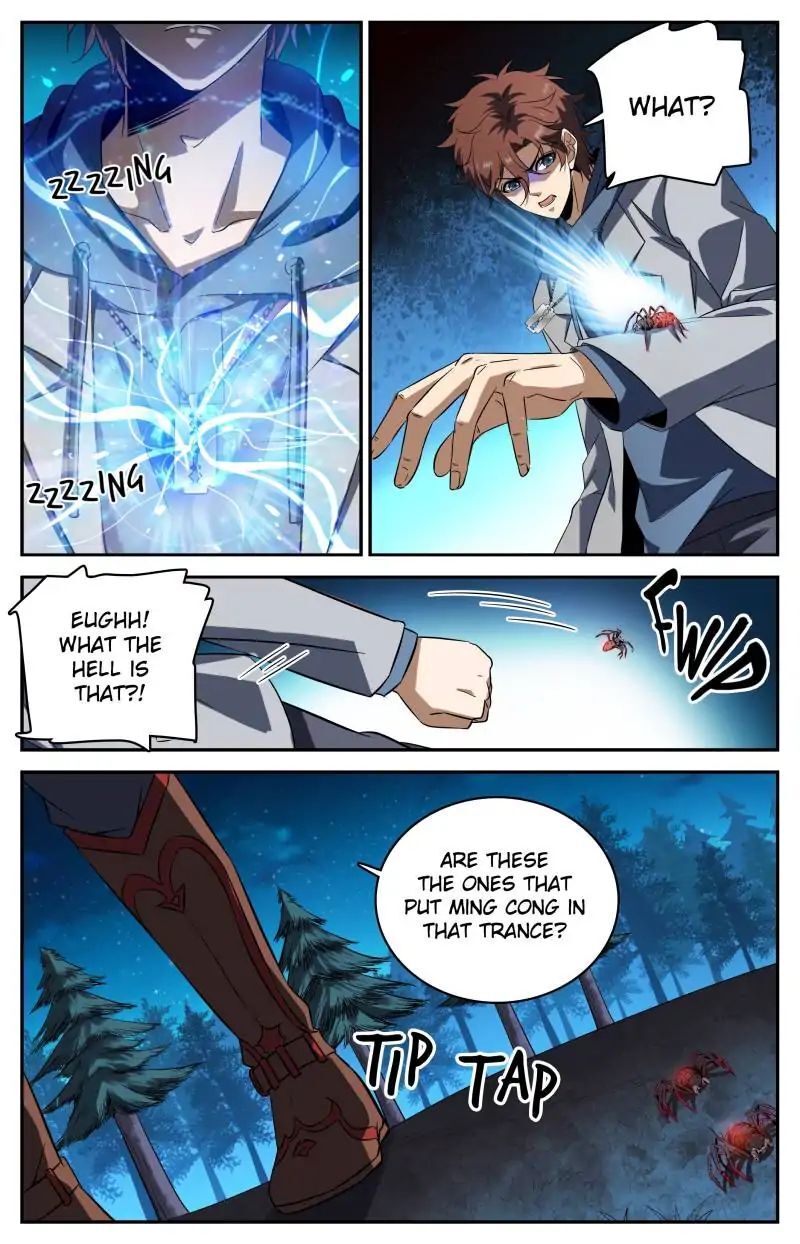 ZZZZING
ZZZZING
WHAT?
EUGHH!
WHAT THE
HELL IS
THAT?!
FWIP
ARE THESE
THE ONES THAT
PUT MING CONG IN
THAT TRANCE?
TIP
TAP